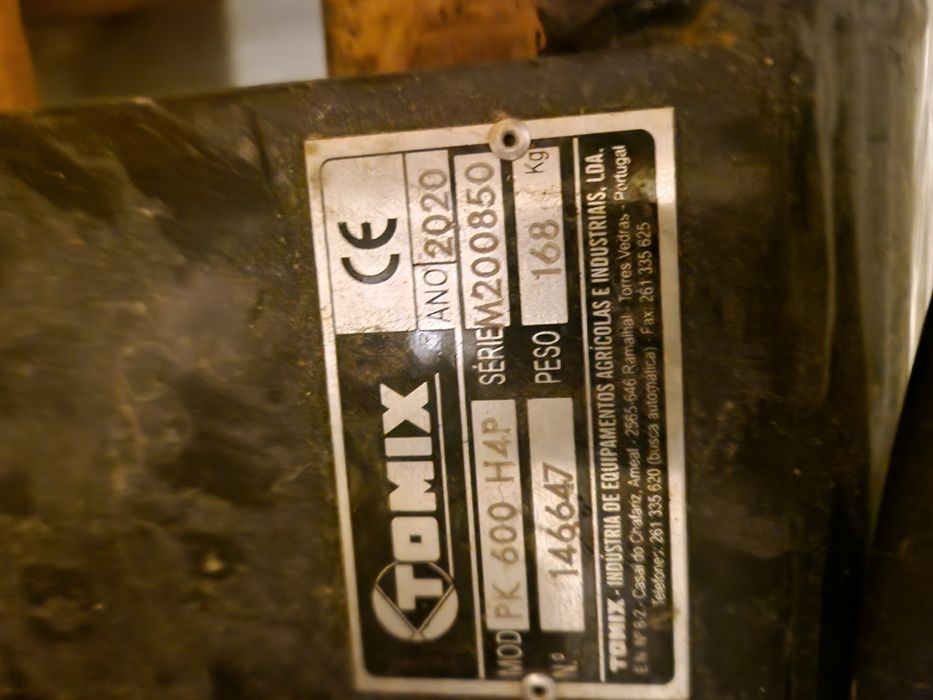 TOMIX
CE
ANO 2020
MOD PK 600 H4P SÉRIE M200850
N.º 146647 PESO 168 Kg
TOMIX - INDÚSTRIA DE EQUIPAMENTOS AGRÍCOLAS E INDUSTRIAIS, LDA.
E N Nº 8-2 - Casal do Chafariz, Ameal - 2565-646 Ramalhal - Torres Vedras - Portugal
Telefones: 261 335 620 (busca automática) - Fax: 261 335 625